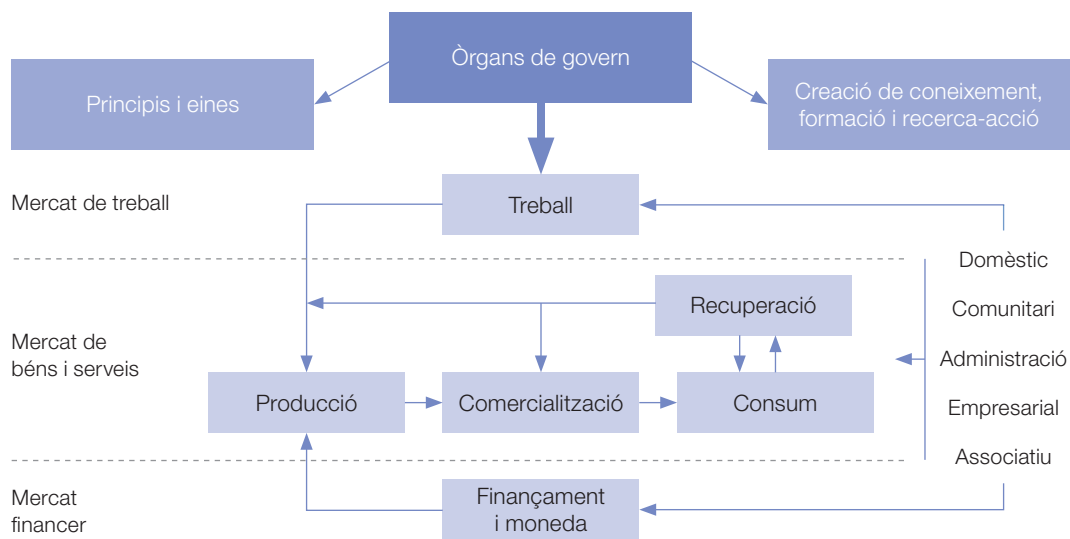 Òrgans de govern
Principis i eines
Creació de coneixement,
formació i recerca-acció
Mercat de treball
Treball
Domèstic
Comunitari
Administració
Empresarial
Associatiu
Mercat de
béns i serveis
Recuperació
Producció
Comercialització
Consum
Mercat
financer
Finançament
i moneda